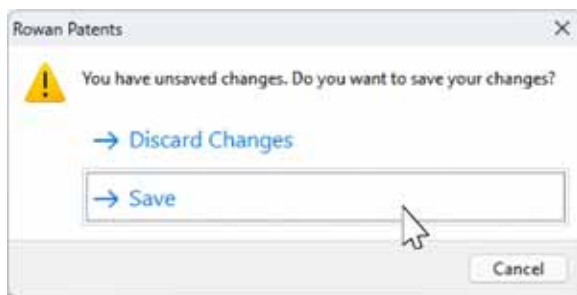 Rowan Patents
You have unsaved changes. Do you want to save your changes?
→ Discard Changes
→ Save
Cancel